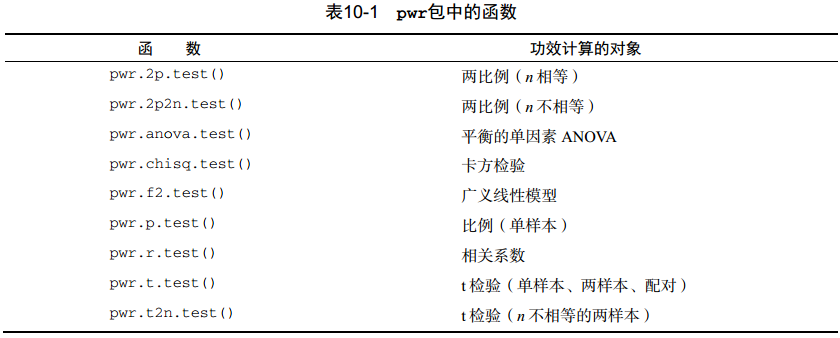 表10-1 pwr包中的函数
函 数 功效计算的对象
pwr.2p.test() 两比例（n 相等）
pwr.2p2n.test() 两比例（n 不相等）
pwr.anova.test() 平衡的单因素 ANOVA
pwr.chisq.test() 卡方检验
pwr.f2.test() 广义线性模型
pwr.p.test() 比例（单样本）
pwr.r.test() 相关系数
pwr.t.test() t 检验（单样本、两样本、配对）
pwr.t2n.test() t 检验（n 不相等的两样本）